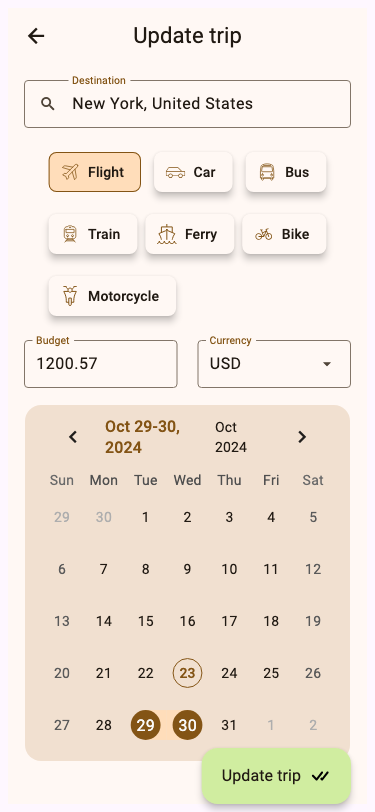 Update trip
Destination
New York, United States
Flight Car Bus
Train Ferry Bike
Motorcycle
Budget Currency
1200.57 USD
Oct 29-30, Oct
2024 2024
Sun Mon Tue Wed Thu Fri Sat
29 30 1 2 3 4 5
6 7 8 9 10 11 12
13 14 15 16 17 18 19
20 21 22 23 24 25 26
27 28 29 30 31 1 2
Update trip